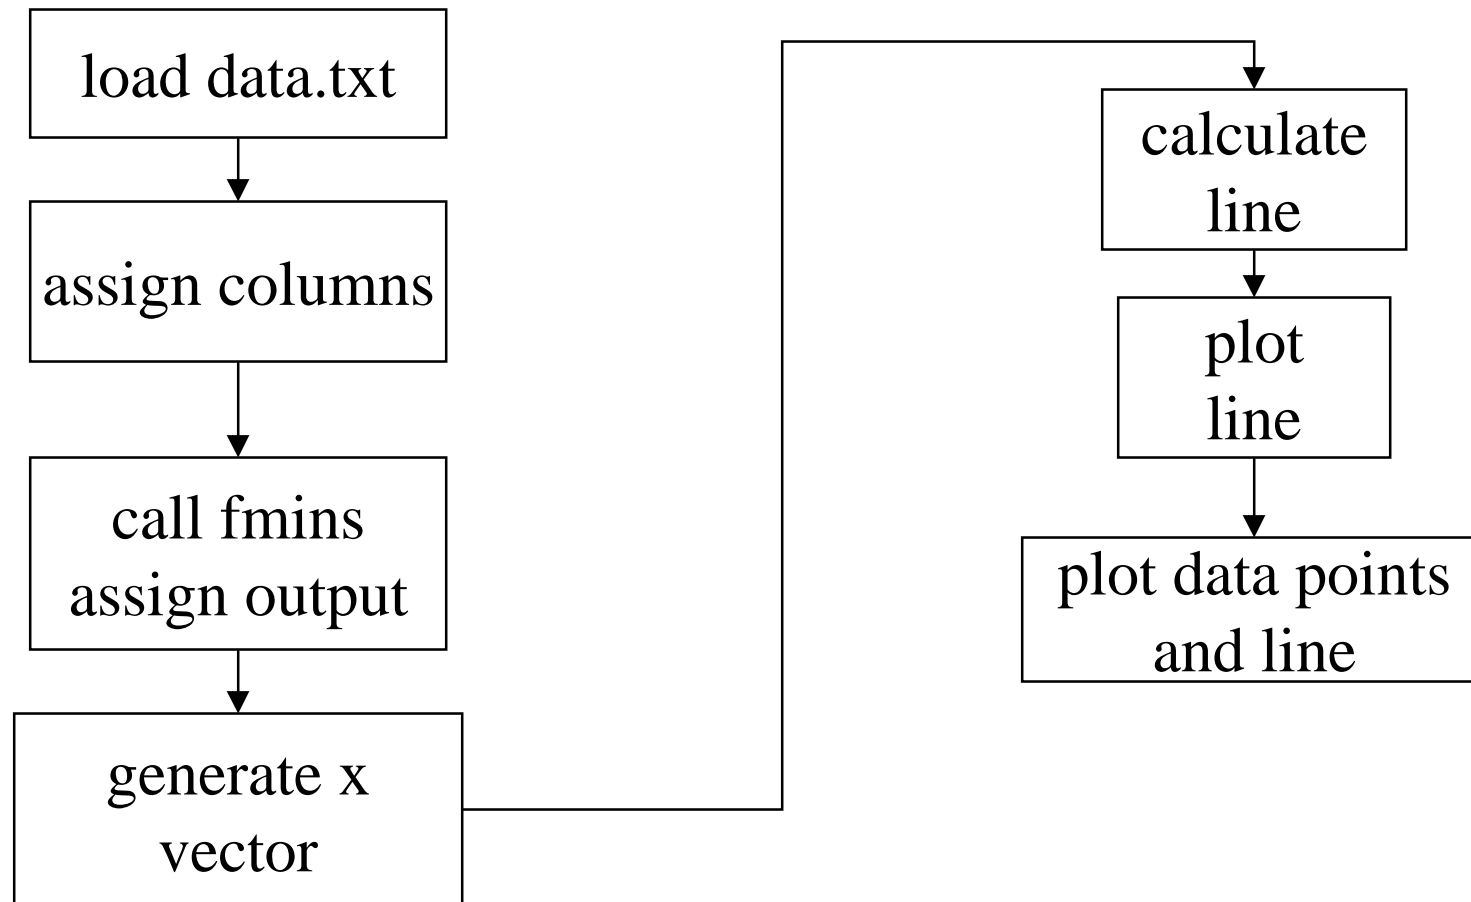 load data.txt
assign columns
call fmins
assign output
generate x
vector
calculate
line
plot
line
plot data points
and line